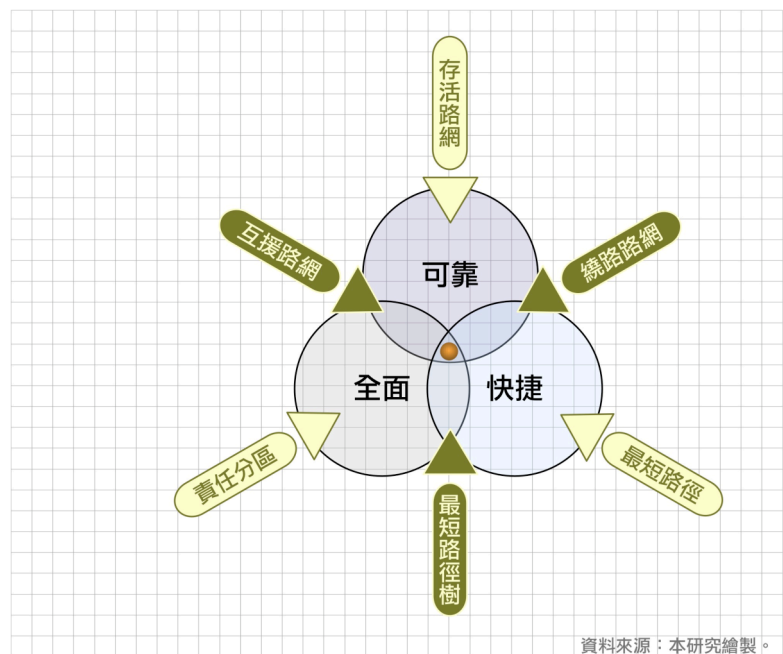 存活路網
互援路網
繞路路網
可靠
全面
快捷
責任分區
最短路徑
最短路徑樹
資料來源：本研究繪製。